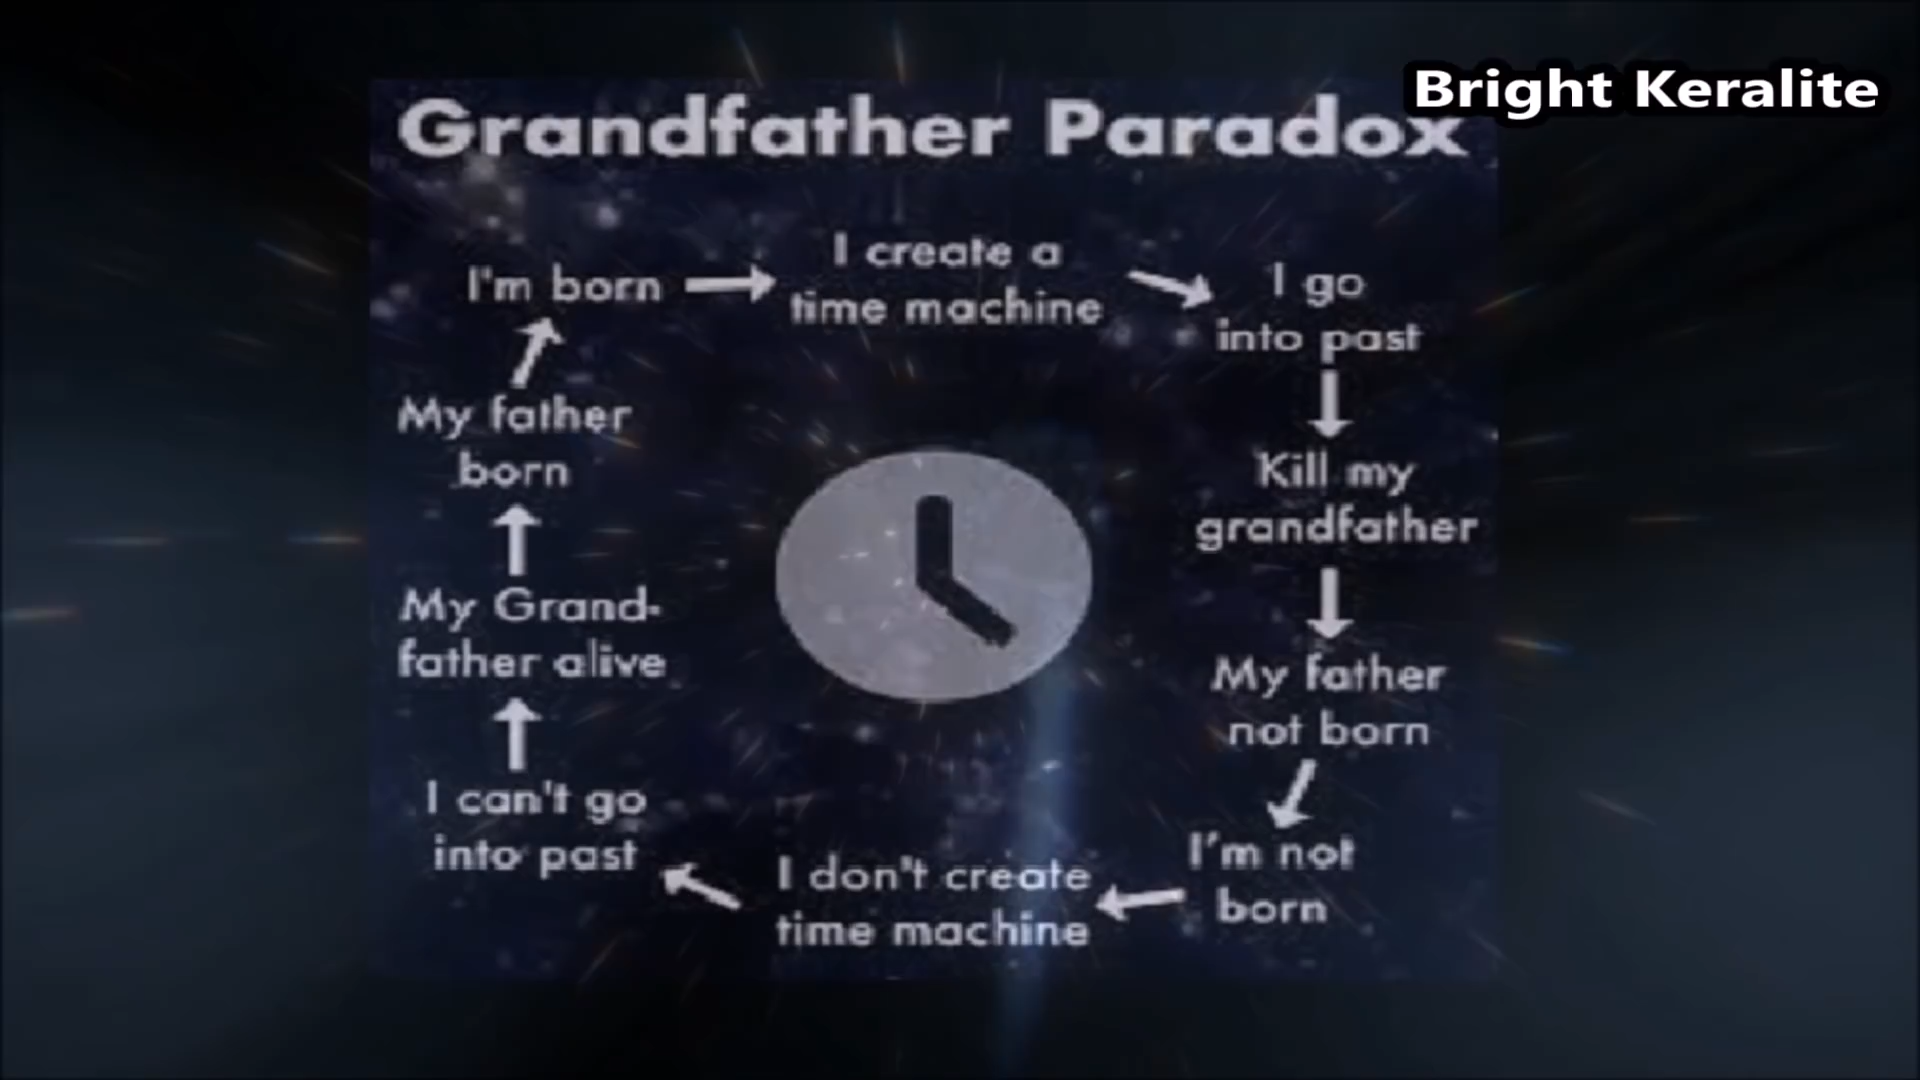 Bright Keralite
Grandfather Paradox
I'm born
I create a
time machine
I go
into past
Kill my
grandfather
My father
not born
I'm not
born
I don't create
time machine
I can't go
into past
My Grand-
father alive
My father
born